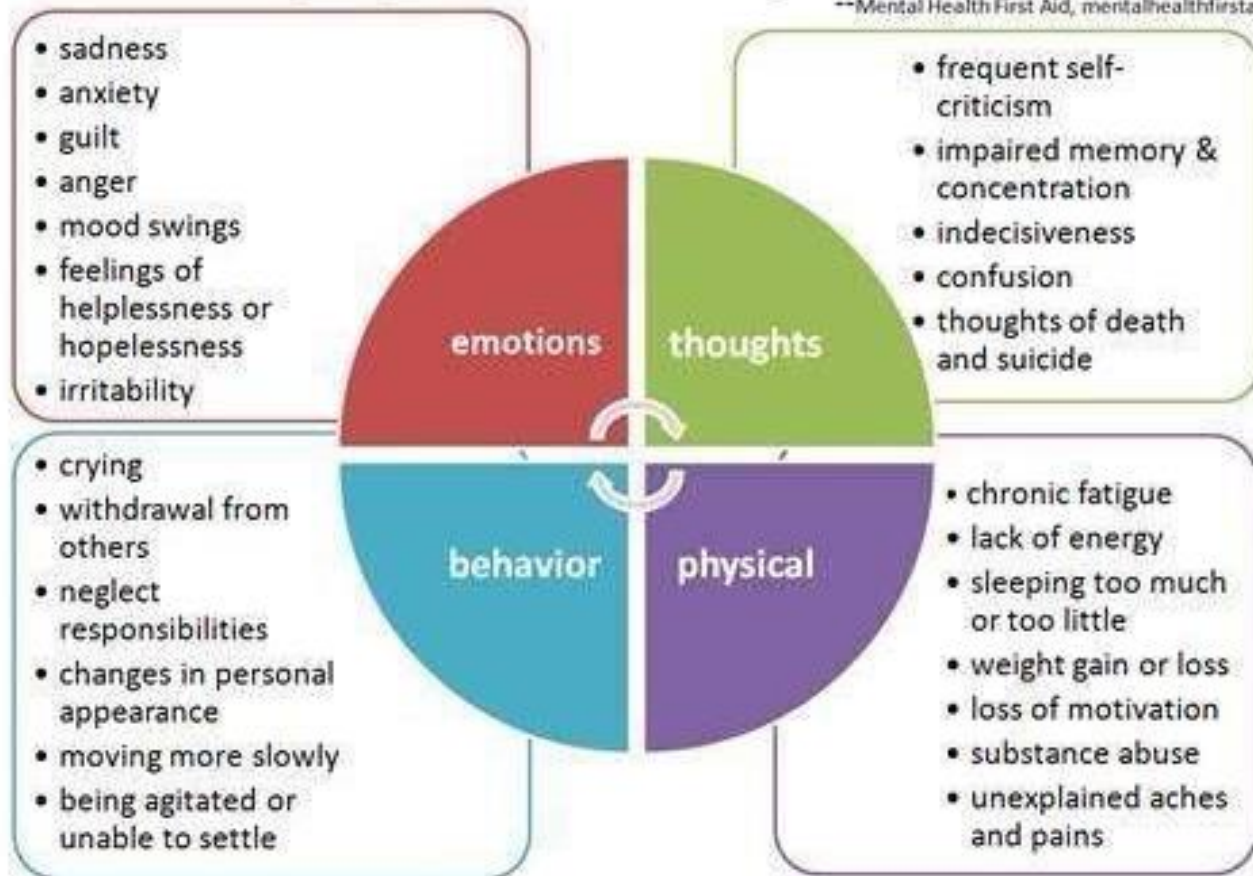 --Mental Health First Aid, mentalhealthfirsta
• sadness
• anxiety
• guilt
• anger
• mood swings
• feelings of
helplessness or
hopelessness
• irritability
• frequent self-
criticism
• impaired memory &
concentration
• indecisiveness
• confusion
• thoughts of death
and suicide
emotions
thoughts
behavior
physical
• crying
• withdrawal from
others
• neglect
responsibilities
• changes in personal
appearance
• moving more slowly
• being agitated or
unable to settle
• chronic fatigue
• lack of energy
• sleeping too much
or too little
• weight gain or loss
• loss of motivation
• substance abuse
• unexplained aches
and pains